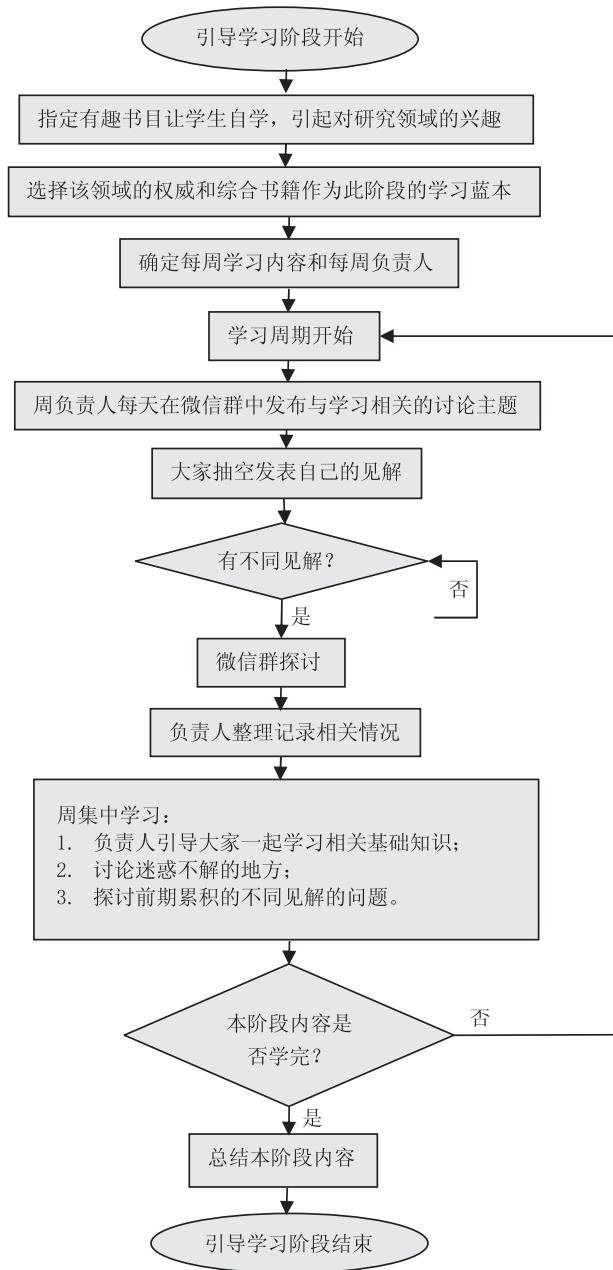 引导学习阶段开始
指定有趣书目让学生自学，引起对研究领域的兴趣
选择该领域的权威和综合书籍作为此阶段的学习蓝本
确定每周学习内容和每周负责人
学习周期开始
周负责人每天在微信群中发布与学习相关的讨论主题
大家抽空发表自己的见解
有不同见解？
否
是
微信群探讨
负责人整理记录相关情况
周集中学习：
1. 负责人引导大家一起学习相关基础知识；
2. 讨论迷惑不解的地方；
3. 探讨前期累积的不同见解的问题。
本阶段内容是
否学完？
否
是
总结本阶段内容
引导学习阶段结束